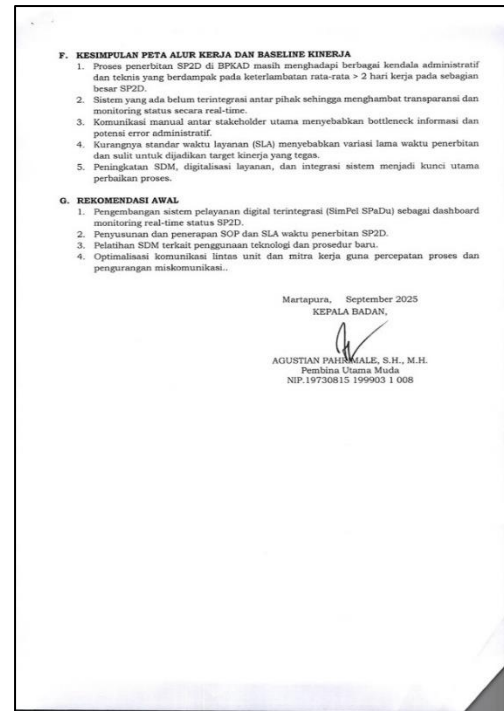 F. KESIMPULAN PETA ALUR KERJA DAN BASELINE KINERJA
1. Proses penerbitan SP2D di BPKAD masih menghadapi berbagai kendala administratif
dan teknis yang berdampak pada keterlambatan rata-rata > 2 hari kerja pada sebagian
besar SP2D.
2. Sistem yang ada belum terintegrasi antar pihak sehingga menghambat transparansi dan
monitoring status secara real-time.
3. Komunikasi manual antar stakeholder utama menyebabkan bottleneck informasi dan
potensi error administratif.
4. Kurangnya standar waktu layanan (SLA) menyebabkan variasi lama waktu penerbitan
dan sulit untuk dijadikan target kinerja yang tegas.
5. Peningkatan SDM, digitalisasi layanan, dan integrasi sistem menjadi kunci utama
perbaikan proses.
G. REKOMENDASI AWAL
1. Pengembangan sistem pelayanan digital terintegrasi (SimPel SPaDu) sebagai dashboard
monitoring real-time status SP2D.
2. Penyusunan dan penerapan SOP dan SLA waktu penerbitan SP2D.
3. Pelatihan SDM terkait penggunaan teknologi dan prosedur baru.
4. Optimalisasi komunikasi lintas unit dan mitra kerja guna percepatan proses dan
pengurangan miskomunikasi..
Martapura, September 2025
KEPALA BADAN,
AGUSTIAN PAHRIMALE, S.H., M.H.
Pembina Utama Muda
NIP.19730815 199903 1 008